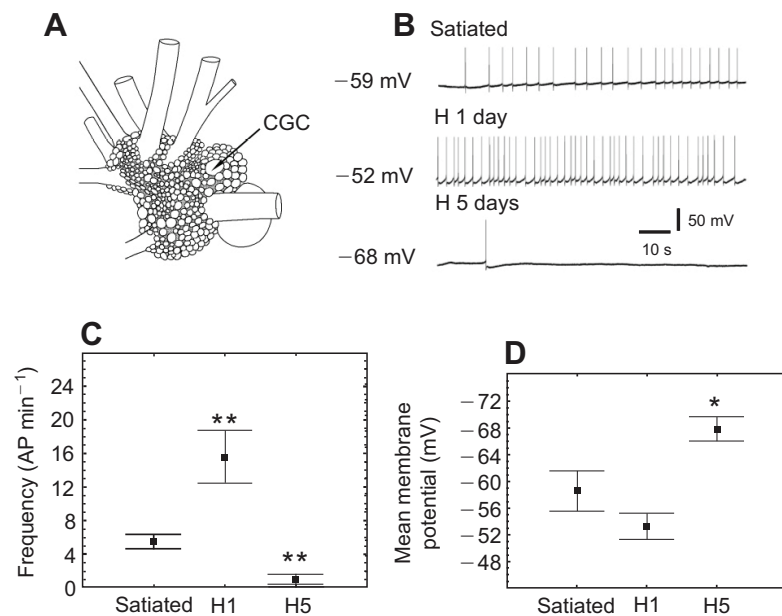 A
CGC
B
Satiated
−59 mV
H 1 day
−52 mV
H 5 days
50 mV
10 s
−68 mV
C
Frequency (AP min−1)
24
20
16
12
8
4
0
**
**
Satiated H1 H5
D
Mean membrane
potential (mV)
−72
−68
−64
−60
−56
−52
−48
*
Satiated H1 H5